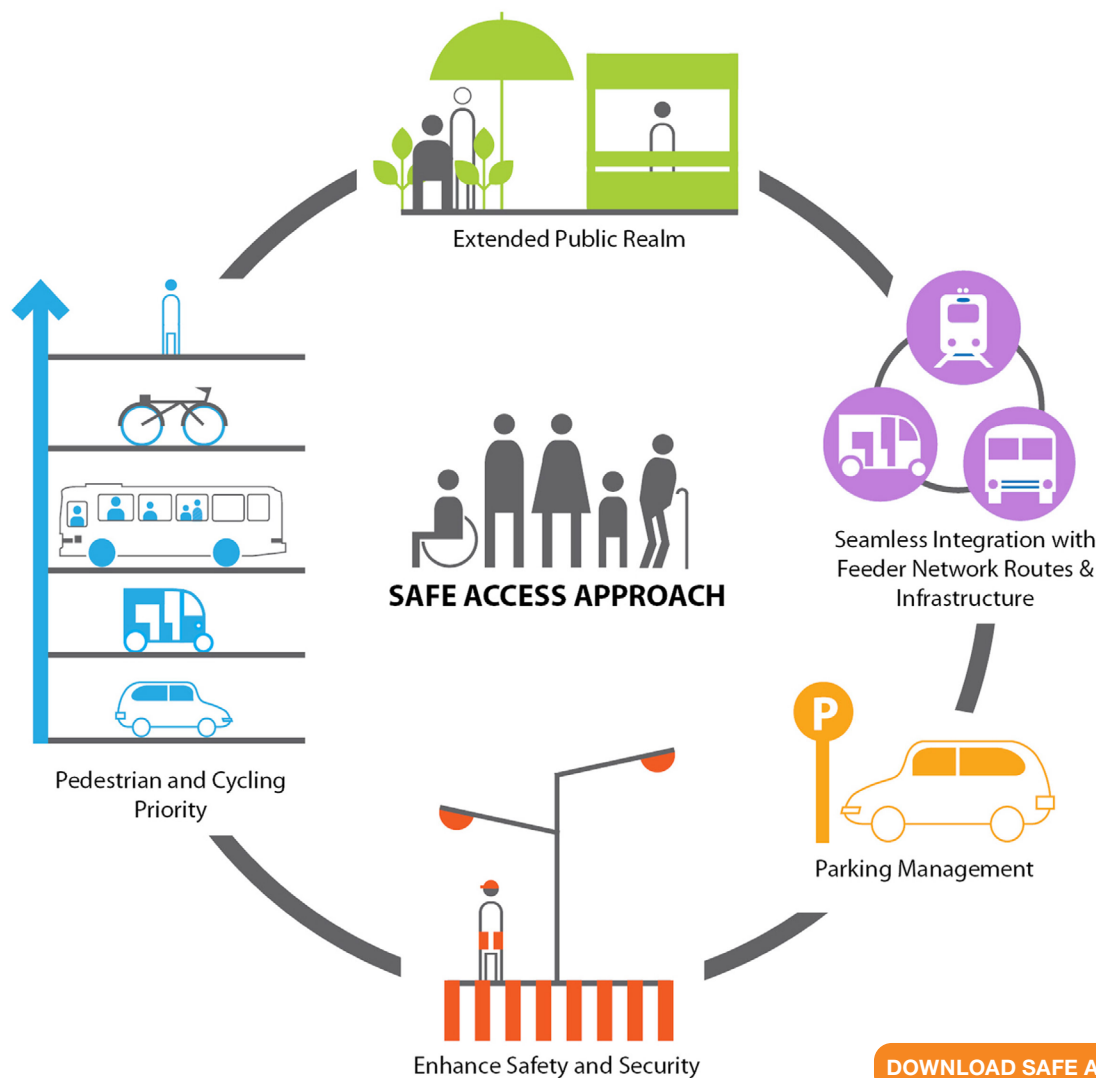 Extended Public Realm
Seamless Integration with
Feeder Network Routes &
Infrastructure
SAFE ACCESS APPROACH
P
Pedestrian and Cycling
Priority
Parking Management
Enhance Safety and Security
DOWNLOAD SAFE A